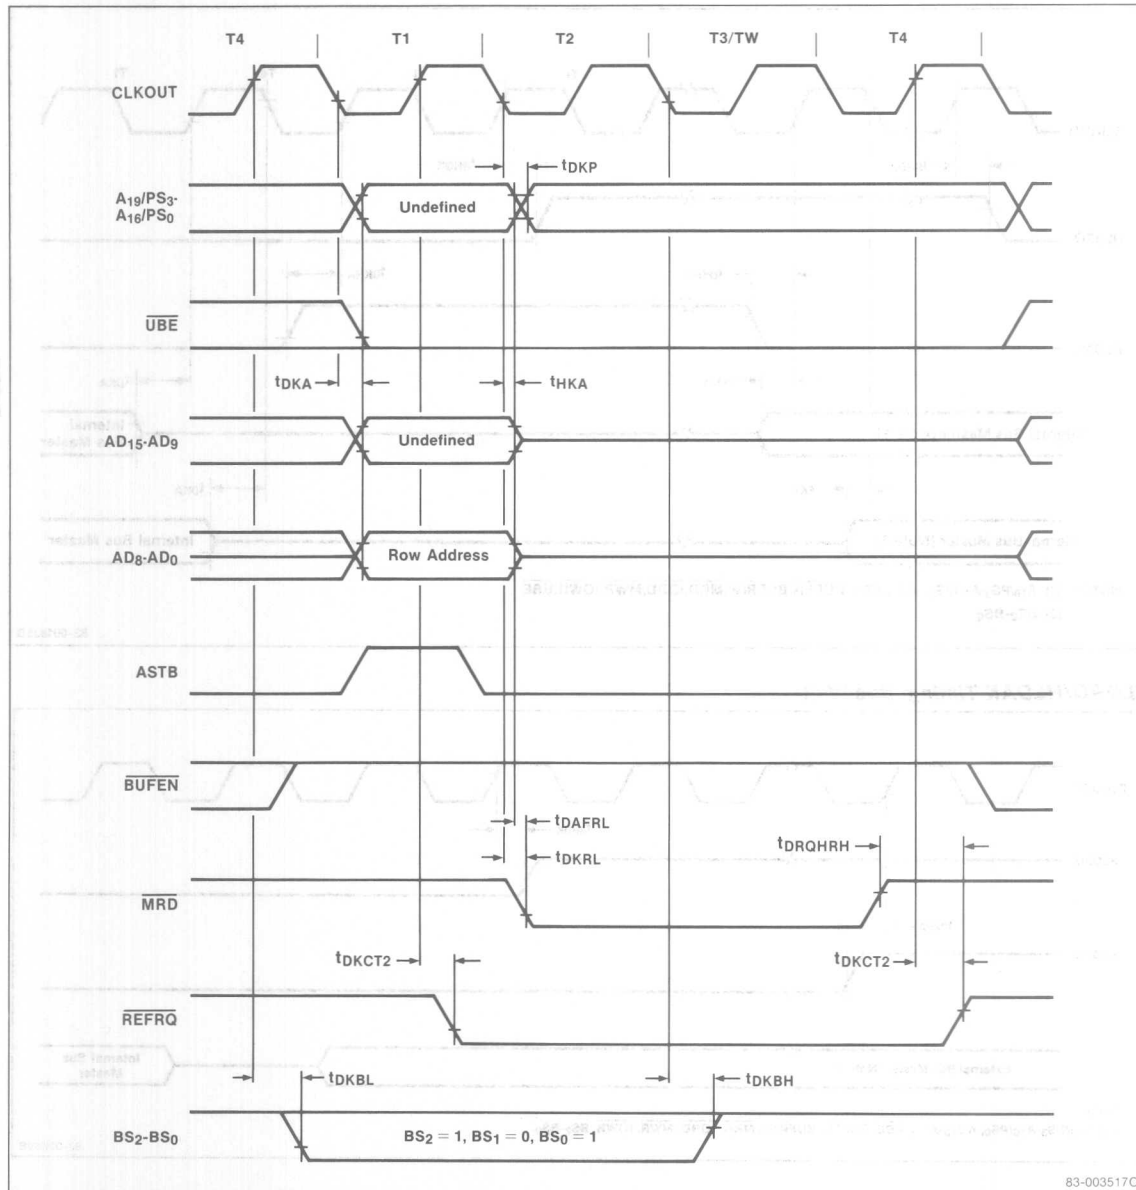 T4 T1 T2 T3/TW T4
CLKOUT
tDKP
A19/PS3-
A16/PS0
Undefined
UBE
tDKA
tHKA
AD15-AD9
Undefined
AD8-AD0
Row Address
ASTB
BUFEN
tDAFRL
tDKRL
tDRQHRH
MRD
tDKCT2
tDKCT2
REFRQ
tDKBL
tDKBH
BS2-BS0
BS2 = 1, BS1 = 0, BS0 = 1
83-003517C